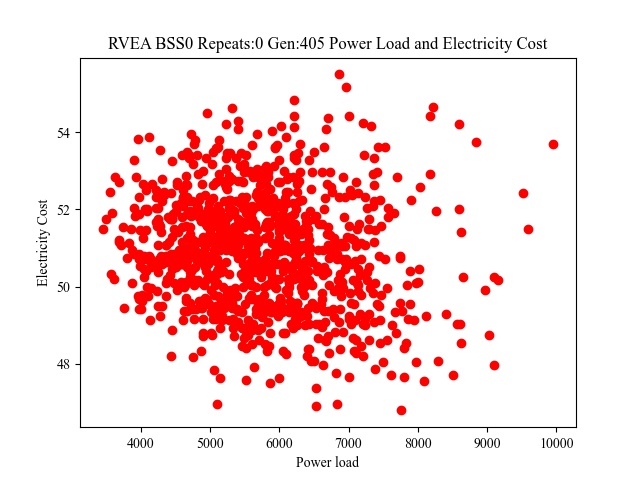 RVEA BSS0 Repeats:0 Gen:405 Power Load and Electricity Cost
54
52
50
48
Electricity Cost
4000 5000 6000 7000 8000 9000 10000
Power load